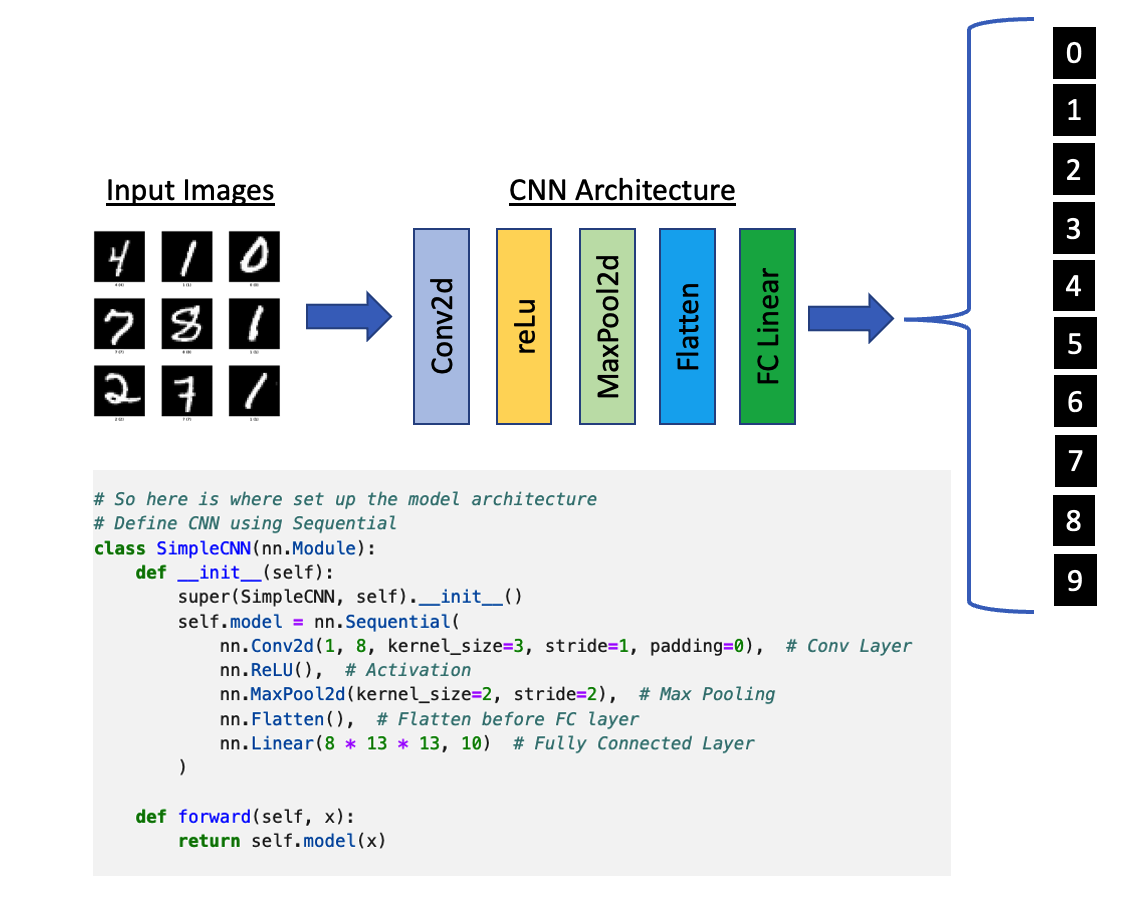 Input Images
CNN Architecture
4 1 0
7 8 1
2 7 1
Conv2d
reLu
MaxPool2d
Flatten
FC Linear
0
1
2
3
4
5
6
7
8
9
# So here is where set up the model architecture
# Define CNN using Sequential
class SimpleCNN(nn.Module):
    def __init__(self):
        super(SimpleCNN, self).__init__()
        self.model = nn.Sequential(
            nn.Conv2d(1, 8, kernel_size=3, stride=1, padding=0),  # Conv Layer
            nn.ReLU(),  # Activation
            nn.MaxPool2d(kernel_size=2, stride=2),  # Max Pooling
            nn.Flatten(),  # Flatten before FC layer
            nn.Linear(8 * 13 * 13, 10)  # Fully Connected Layer
        )
    def forward(self, x):
        return self.model(x)